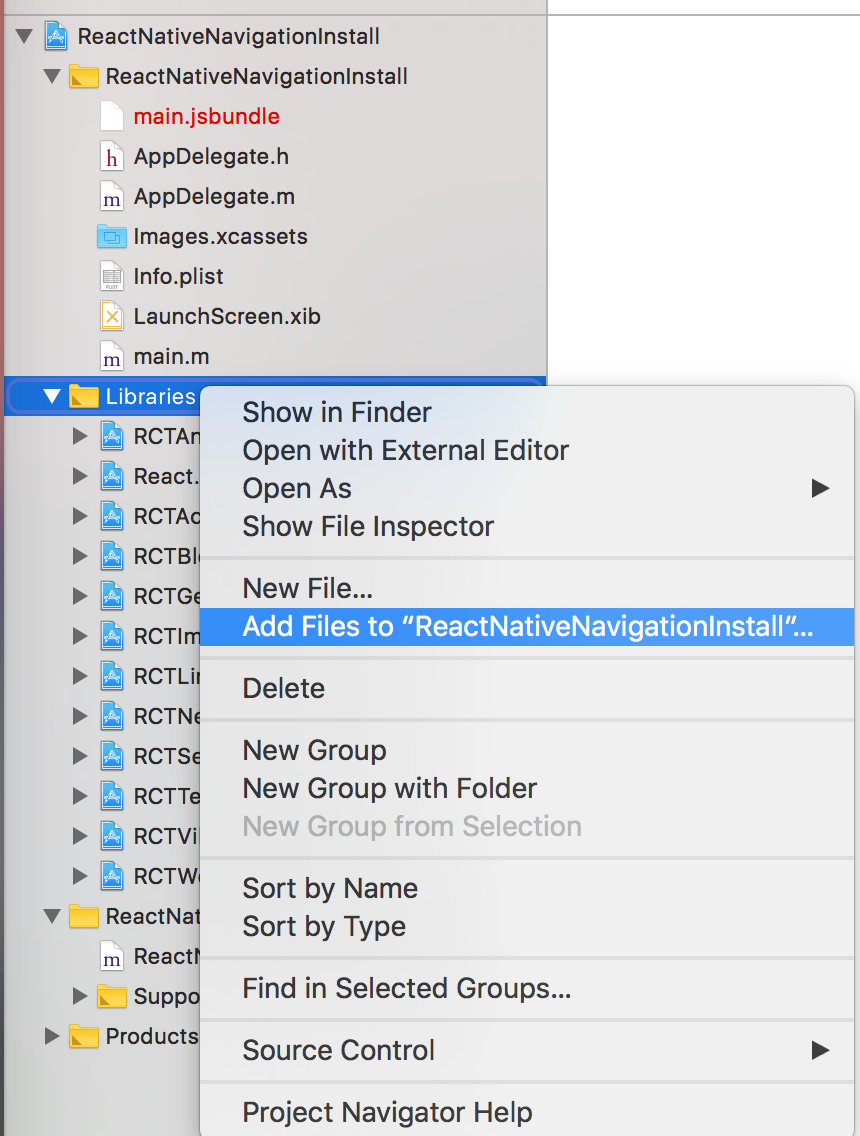 ReactNativeNavigationInstall
ReactNativeNavigationInstall
main.jsbundle
h AppDelegate.h
m AppDelegate.m
Images.xcassets
PLIST Info.plist
LaunchScreen.xib
m main.m
Libraries
RCTAn
React.
RCTAc
RCTBl
RCTGe
RCTIm
RCTLin
RCTNe
RCTSe
RCTTe
RCTVi
RCTWe
ReactNat
m ReactN
Suppo
Products
Show in Finder
Open with External Editor
Open As
Show File Inspector
New File...
Add Files to “ReactNativeNavigationInstall”...
Delete
New Group
New Group with Folder
New Group from Selection
Sort by Name
Sort by Type
Find in Selected Groups...
Source Control
Project Navigator Help